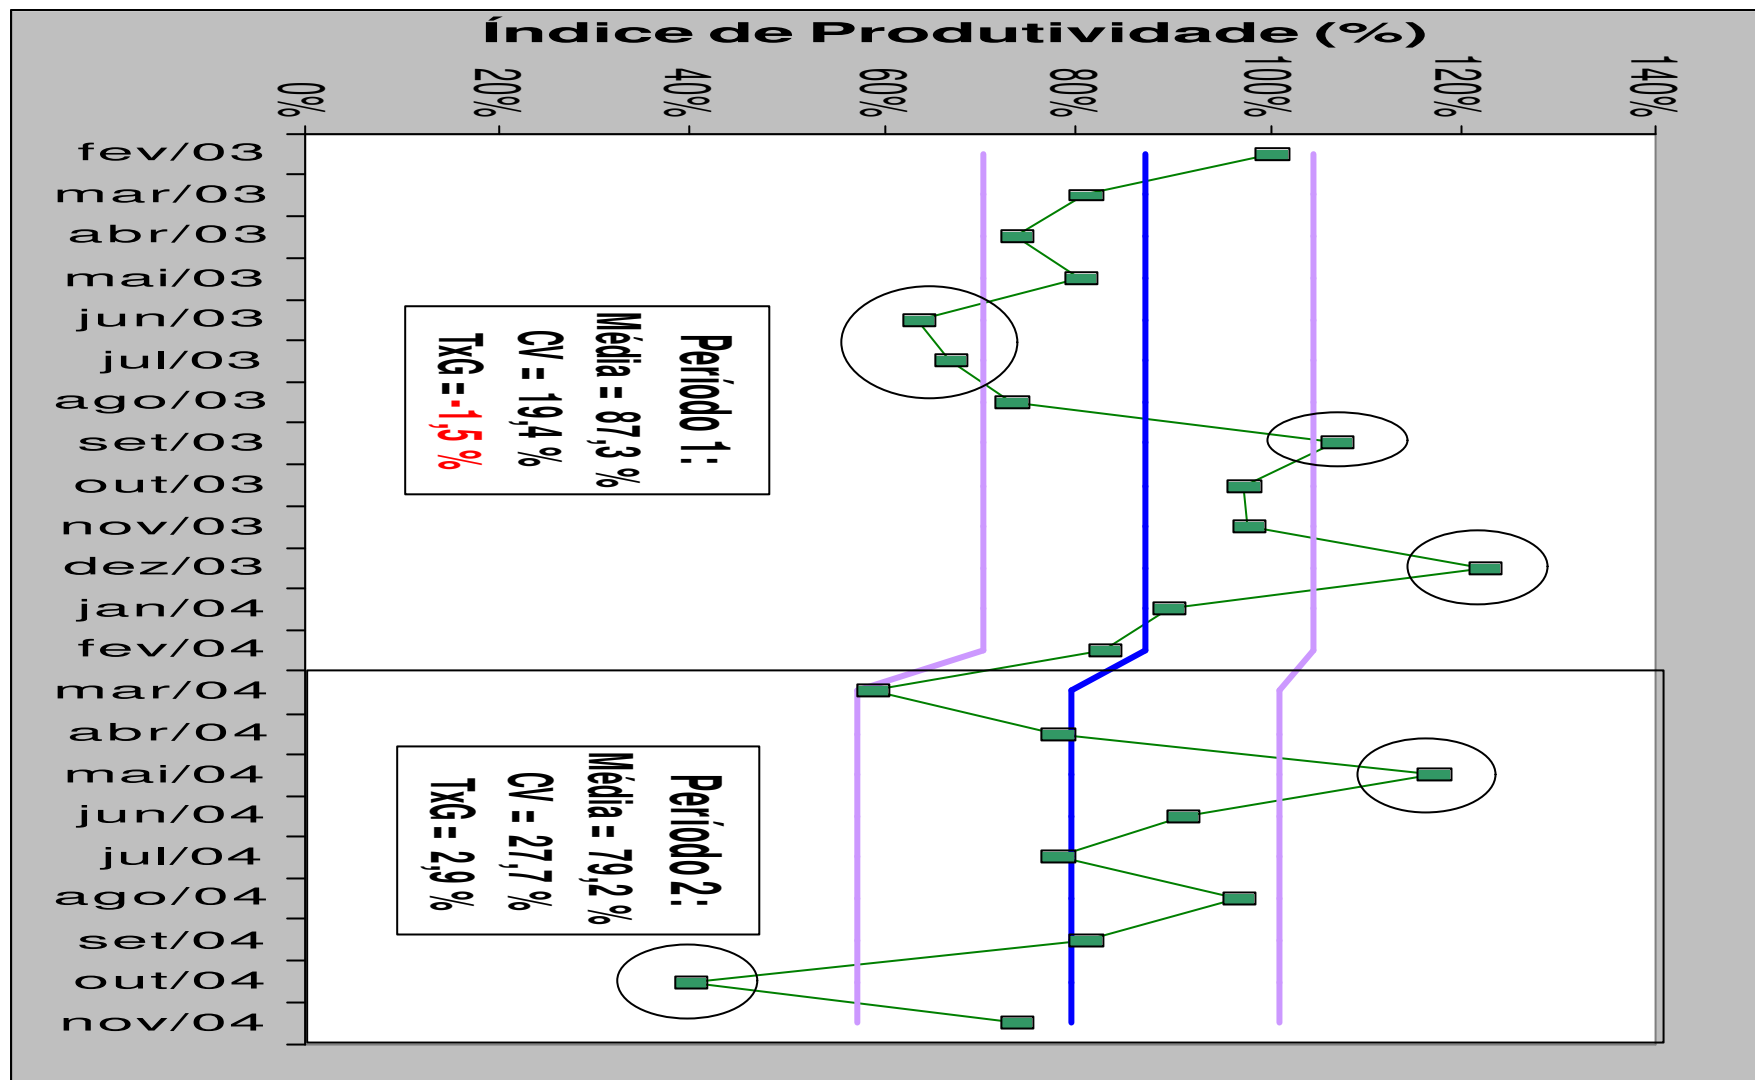 Índice de Produtividade (%)
0%
20%
40%
60%
80%
100%
120%
140%
fev/03
mar/03
abr/03
mai/03
jun/03
jul/03
ago/03
set/03
out/03
nov/03
dez/03
jan/04
fev/04
mar/04
abr/04
mai/04
jun/04
jul/04
ago/04
set/04
out/04
nov/04
Período 1:
Média = 87,3 %
CV = 19,4 %
TxG = -1,5 %
Período 2:
Média = 79,2 %
CV = 27,7 %
TxG = 2,9 %